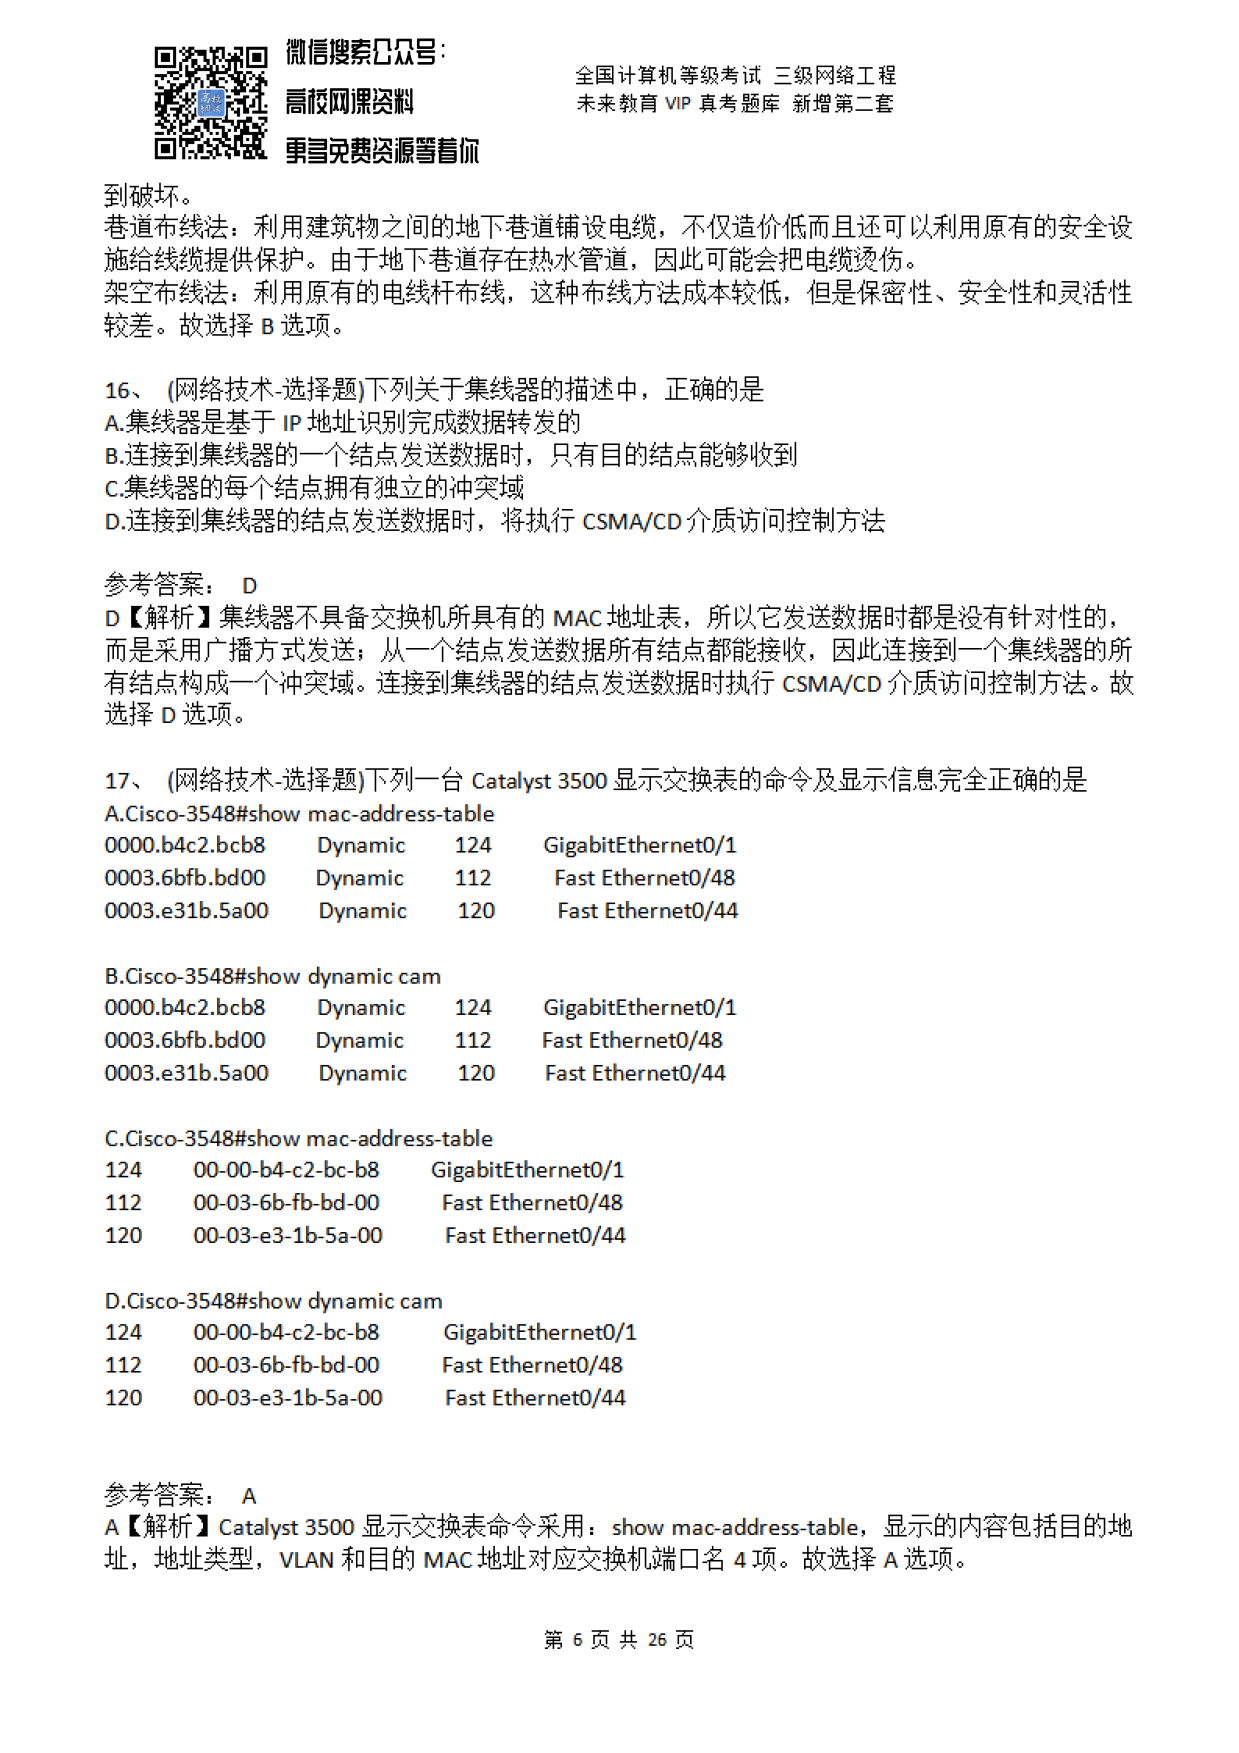 微信搜索公众号：
高校网课资料
更多免费资源等着你
全国计算机等级考试 三级网络工程
未来教育 VIP 真考题库 新增第二套
到破坏。
巷道布线法：利用建筑物之间的地下巷道铺设电缆，不仅造价低而且还可以利用原有的安全设
施给线缆提供保护。由于地下巷道存在热水管道，因此可能会把电缆烫伤。
架空布线法：利用原有的电线杆布线，这种布线方法成本较低，但是保密性、安全性和灵活性
较差。故选择 B 选项。
16、 (网络技术-选择题)下列关于集线器的描述中，正确的是
A.集线器是基于 IP 地址识别完成数据转发的
B.连接到集线器的一个结点发送数据时，只有目的结点能够收到
C.集线器的每个结点拥有独立的冲突域
D.连接到集线器的结点发送数据时，将执行 CSMA/CD 介质访问控制方法
参考答案： D
D【解析】集线器不具备交换机所具有的 MAC 地址表，所以它发送数据时都是没有针对性的，
而是采用广播方式发送；从一个结点发送数据所有结点都能接收，因此连接到一个集线器的所
有结点构成一个冲突域。连接到集线器的结点发送数据时执行 CSMA/CD 介质访问控制方法。故
选择 D 选项。
17、 (网络技术-选择题)下列一台 Catalyst 3500 显示交换表的命令及显示信息完全正确的是
A.Cisco-3548#show mac-address-table
0000.b4c2.bcb8 Dynamic 124 GigabitEthernet0/1
0003.6bfb.bd00 Dynamic 112 Fast Ethernet0/48
0003.e31b.5a00 Dynamic 120 Fast Ethernet0/44
B.Cisco-3548#show dynamic cam
0000.b4c2.bcb8 Dynamic 124 GigabitEthernet0/1
0003.6bfb.bd00 Dynamic 112 Fast Ethernet0/48
0003.e31b.5a00 Dynamic 120 Fast Ethernet0/44
C.Cisco-3548#show mac-address-table
124 00-00-b4-c2-bc-b8 GigabitEthernet0/1
112 00-03-6b-fb-bd-00 Fast Ethernet0/48
120 00-03-e3-1b-5a-00 Fast Ethernet0/44
D.Cisco-3548#show dynamic cam
124 00-00-b4-c2-bc-b8 GigabitEthernet0/1
112 00-03-6b-fb-bd-00 Fast Ethernet0/48
120 00-03-e3-1b-5a-00 Fast Ethernet0/44
参考答案： A
A【解析】Catalyst 3500 显示交换表命令采用：show mac-address-table，显示的内容包括目的地
址，地址类型，VLAN 和目的 MAC 地址对应交换机端口名 4 项。故选择 A 选项。
第 6 页 共 26 页